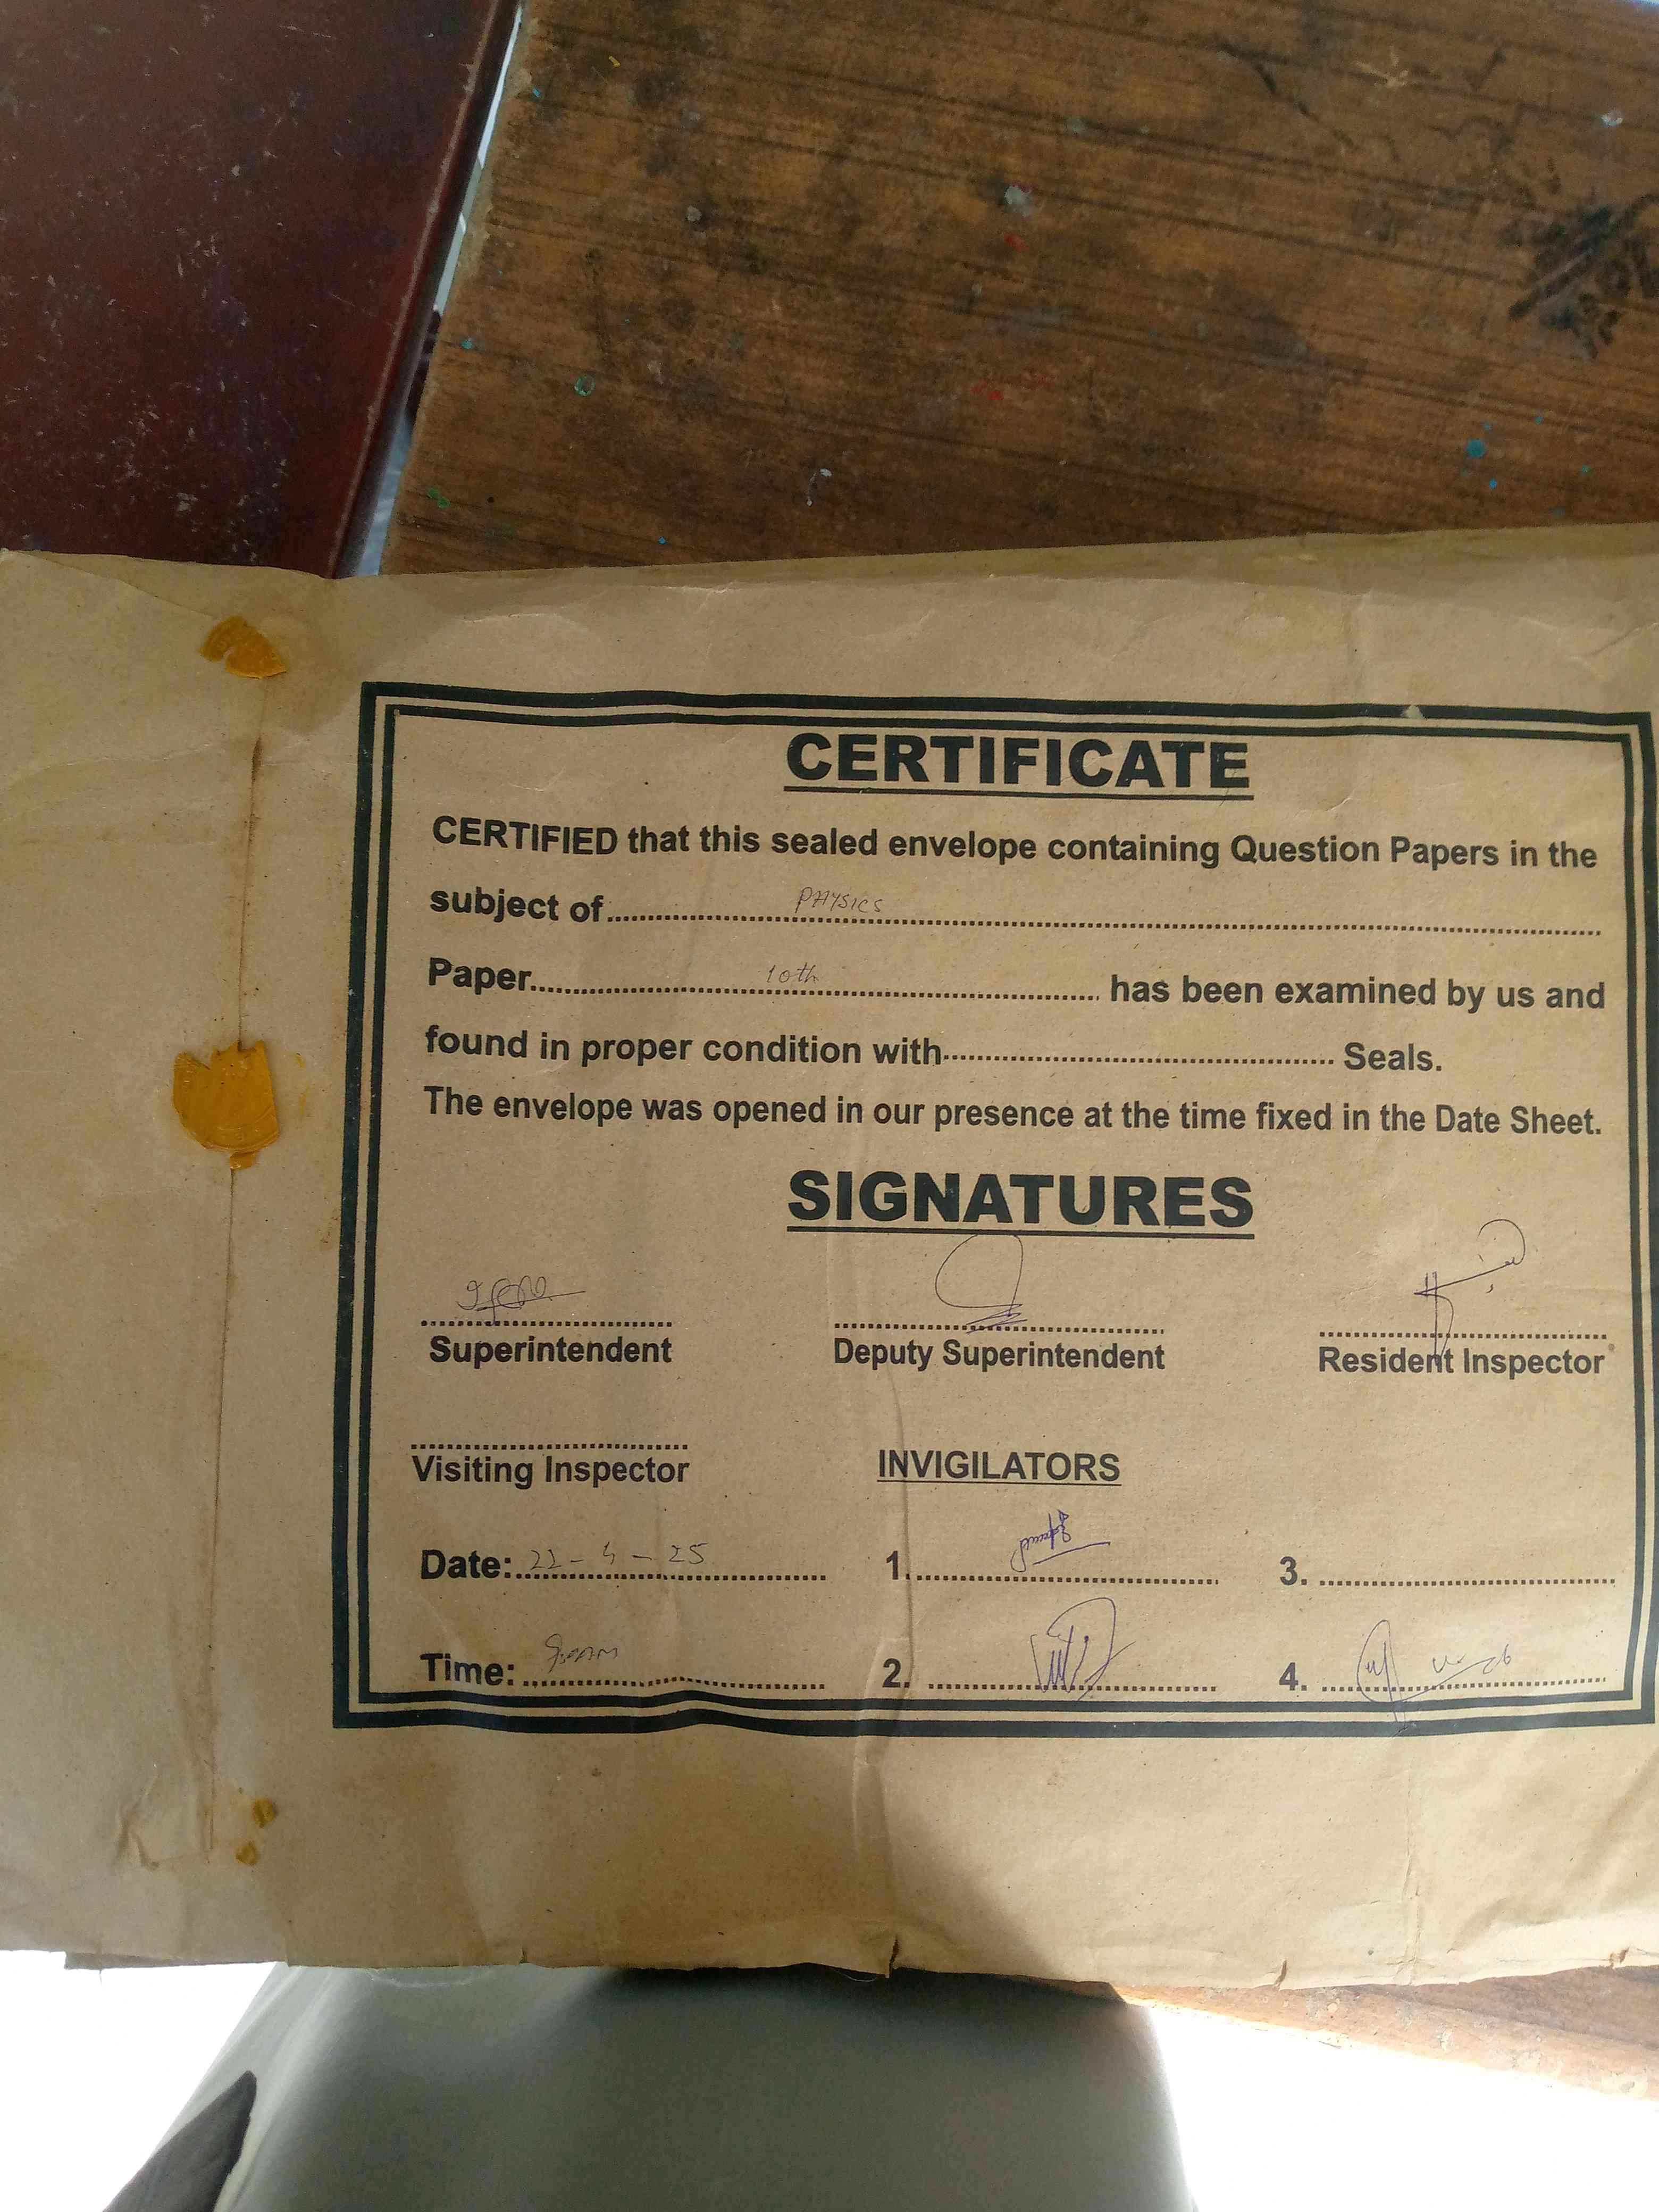 CERTIFICATE
CERTIFIED that this sealed envelope containing Question Papers in the
subject of.......... PHYSICS ..........
Paper.......... 10th .......... has been examined by us and
found in proper condition with.......... Seals.
The envelope was opened in our presence at the time fixed in the Date Sheet.
SIGNATURES
Superintendent Deputy Superintendent Resident Inspector
Visiting Inspector INVIGILATORS
Date: 22-4-25 1. 3.
Time: 2. 4.